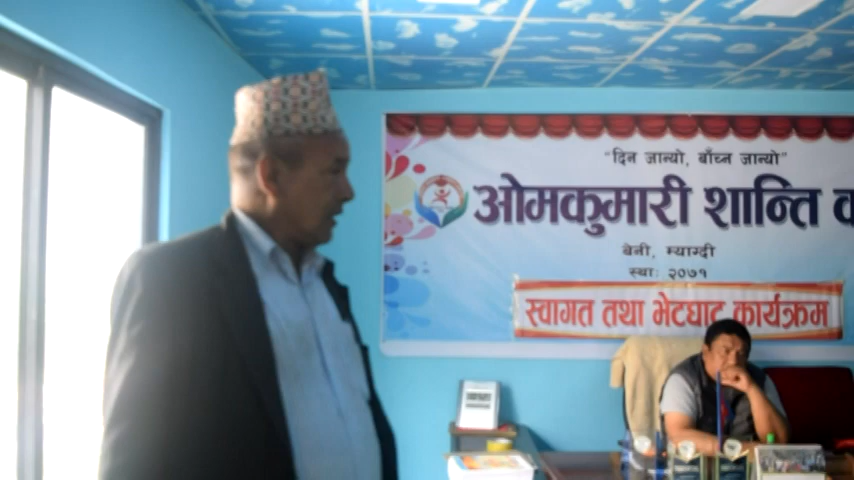 "दिन जान्यो, बाँच्न जान्यो"
ओमकुमारी शान्ति
बेनी, म्याग्दी
स्था: २०७१
स्वागत तथा भेटघाट कार्यक्रम